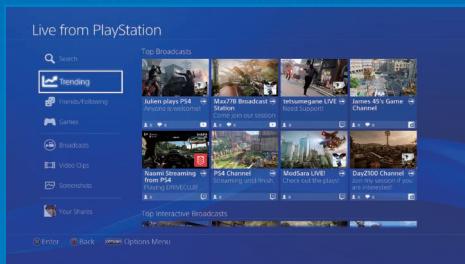 Live from PlayStation
Search
Trending
Friends/Following
Games
Broadcasts
Video Clips
Screenshots
Your Shares
Top Broadcasts
Julien plays PS4
Anyone is welcome!
Max778 Broadcast Station
Come join our session
tetsumegane LIVE
Need Support!
James 45's Game Channel
Naomi Streaming from PS4
Playing DRIVECLUB
PS4 Channel
Streaming until finish.
ModSara LIVE!
Check out the plays!
DayZ100 Channel
Join my session if you are interested!
Top Interactive Broadcasts
Enter
Back
OPTIONS Options Menu